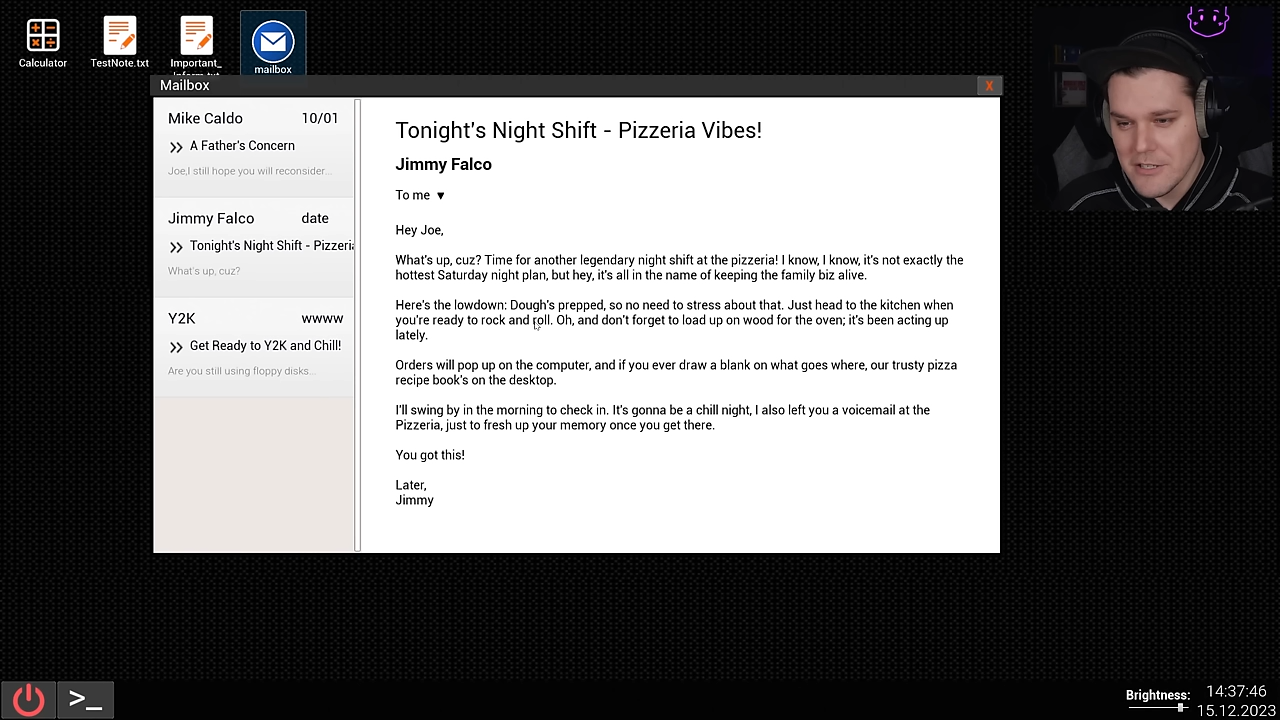 Calculator
TestNote.txt
Important_
Inform.txt
mailbox
Mailbox
X
Mike Caldo 10/01
A Father's Concern
Joe,I still hope you will reconsider...
Jimmy Falco date
Tonight's Night Shift - Pizzeria
What's up, cuz?
Y2K wwww
Get Ready to Y2K and Chill!
Are you still using floppy disks...
Tonight's Night Shift - Pizzeria Vibes!
Jimmy Falco
To me ▼
Hey Joe,
What's up, cuz? Time for another legendary night shift at the pizzeria! I know, I know, it's not exactly the
hottest Saturday night plan, but hey, it's all in the name of keeping the family biz alive.
Here's the lowdown: Dough's prepped, so no need to stress about that. Just head to the kitchen when
you're ready to rock and roll. Oh, and don't forget to load up on wood for the oven; it's been acting up
lately.
Orders will pop up on the computer, and if you ever draw a blank on what goes where, our trusty pizza
recipe book's on the desktop.
I'll swing by in the morning to check in. It's gonna be a chill night, I also left you a voicemail at the
Pizzeria, just to fresh up your memory once you get there.
You got this!
Later,
Jimmy
>_
Brightness:
14:37:46
15.12.2023